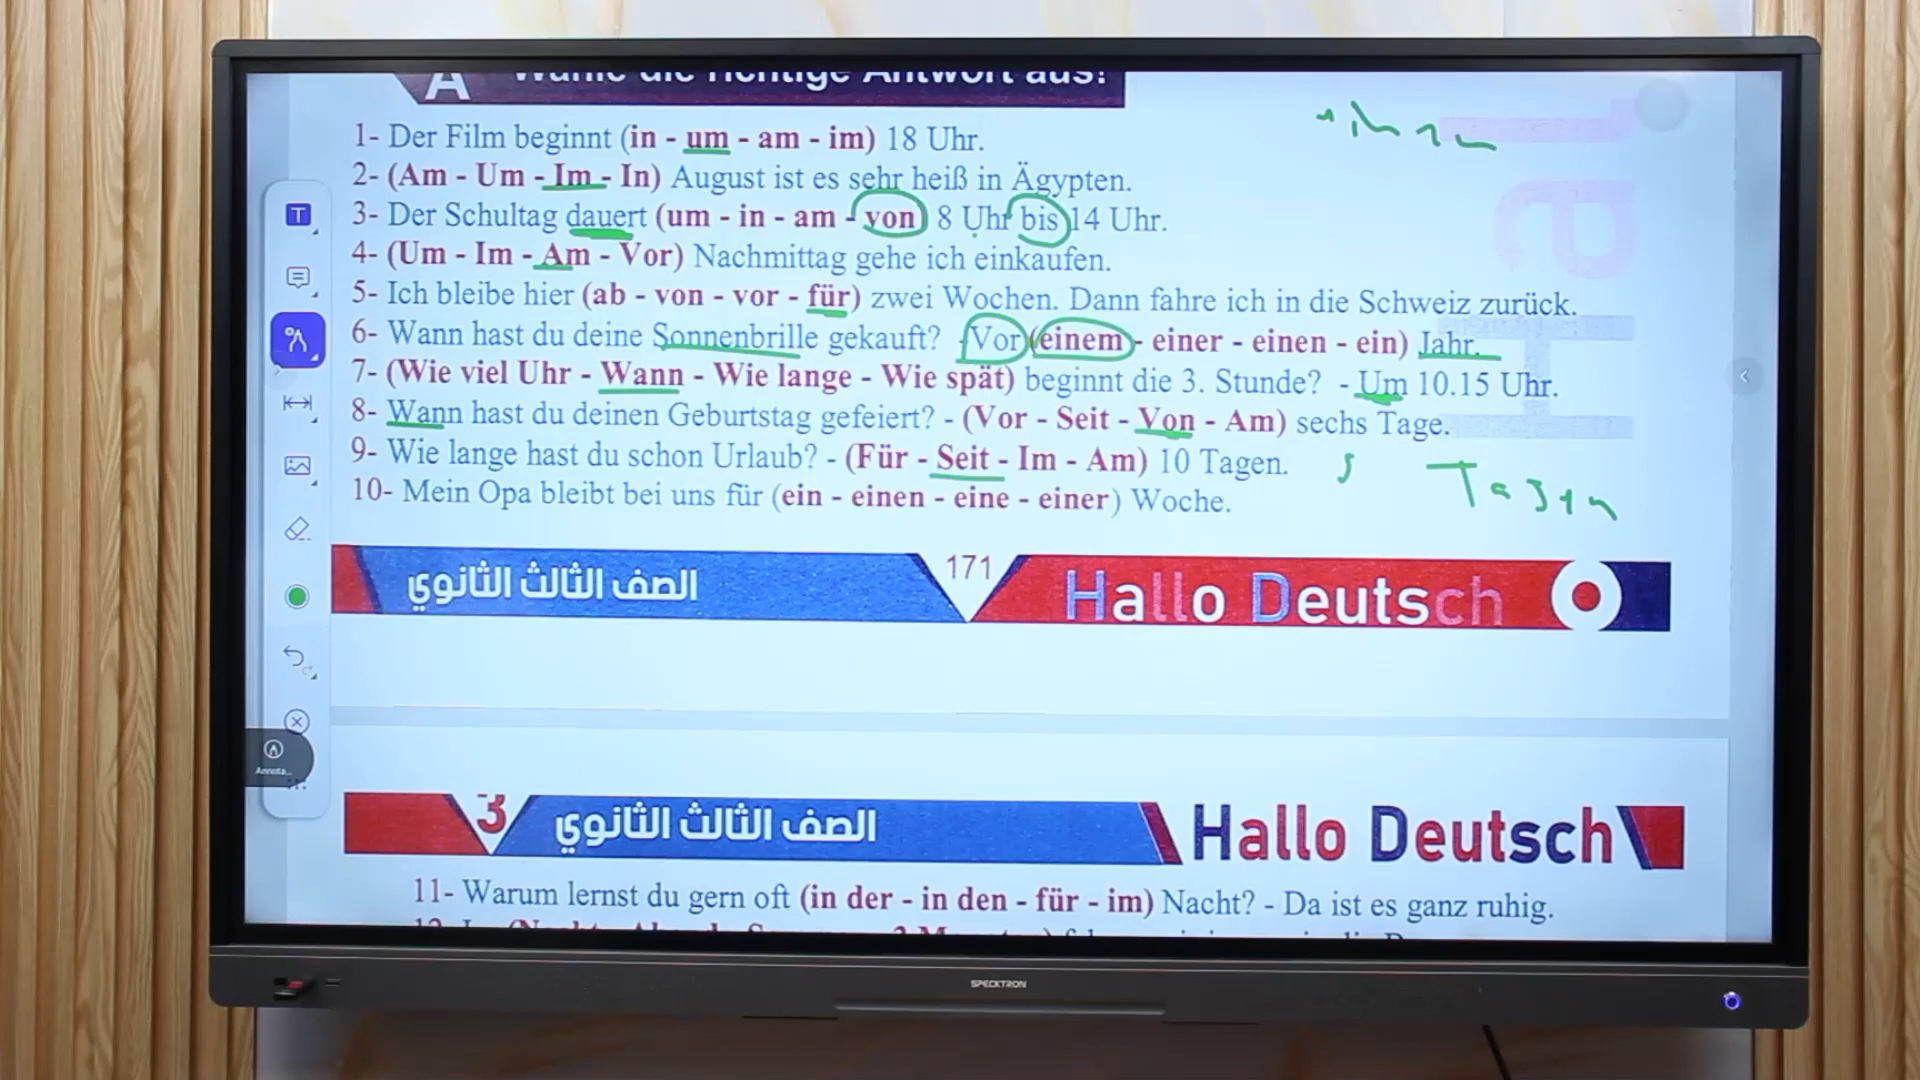 A Wähle die richtige Antwort aus!
1- Der Film beginnt (in - um - am - im) 18 Uhr.
2- (Am - Um - Im - In) August ist es sehr heiß in Ägypten.
3- Der Schultag dauert (um - in - am - von) 8 Uhr bis 14 Uhr.
4- (Um - Im - Am - Vor) Nachmittag gehe ich einkaufen.
5- Ich bleibe hier (ab - von - vor - für) zwei Wochen. Dann fahre ich in die Schweiz zurück.
6- Wann hast du deine Sonnenbrille gekauft? - Vor (einem - einer - einen - ein) Jahr.
7- (Wie viel Uhr - Wann - Wie lange - Wie spät) beginnt die 3. Stunde? - Um 10.15 Uhr.
8- Wann hast du deinen Geburtstag gefeiert? - (Vor - Seit - Von - Am) sechs Tage.
9- Wie lange hast du schon Urlaub? - (Für - Seit - Im - Am) 10 Tagen.
Tagen
10- Mein Opa bleibt bei uns für (ein - einen - eine - einer) Woche.
الصف الثالث الثانوي
171
Hallo Deutsch
Annota...
3
الصف الثالث الثانوي
Hallo Deutsch
11- Warum lernst du gern oft (in der - in den - für - im) Nacht? - Da ist es ganz ruhig.
SPECKTRON